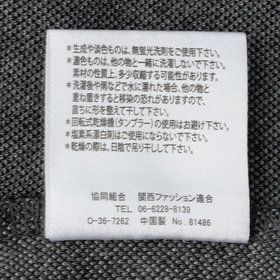 *生成や淡色ものは、無蛍光洗剤をご使用下さい。
*濃色ものは、他の物と一緒に洗濯しないで下さい。
素材の性質上、多少収縮する可能性があります。
*洗濯後や雨などで水に濡れた場合、他の物と
重ね置きすると移染の恐れがありますので、
直ちに形を整えて干して下さい。
*回転式乾燥(タンブラー)の使用はお避け下さい。
*塩素系漂白剤はご使用にならないで下さい。
*乾燥の際は、日陰で吊り干しして下さい。
協同組合 関西ファッション連合
TEL 06-6228-8139
O-36-7262 中国製 No.81486